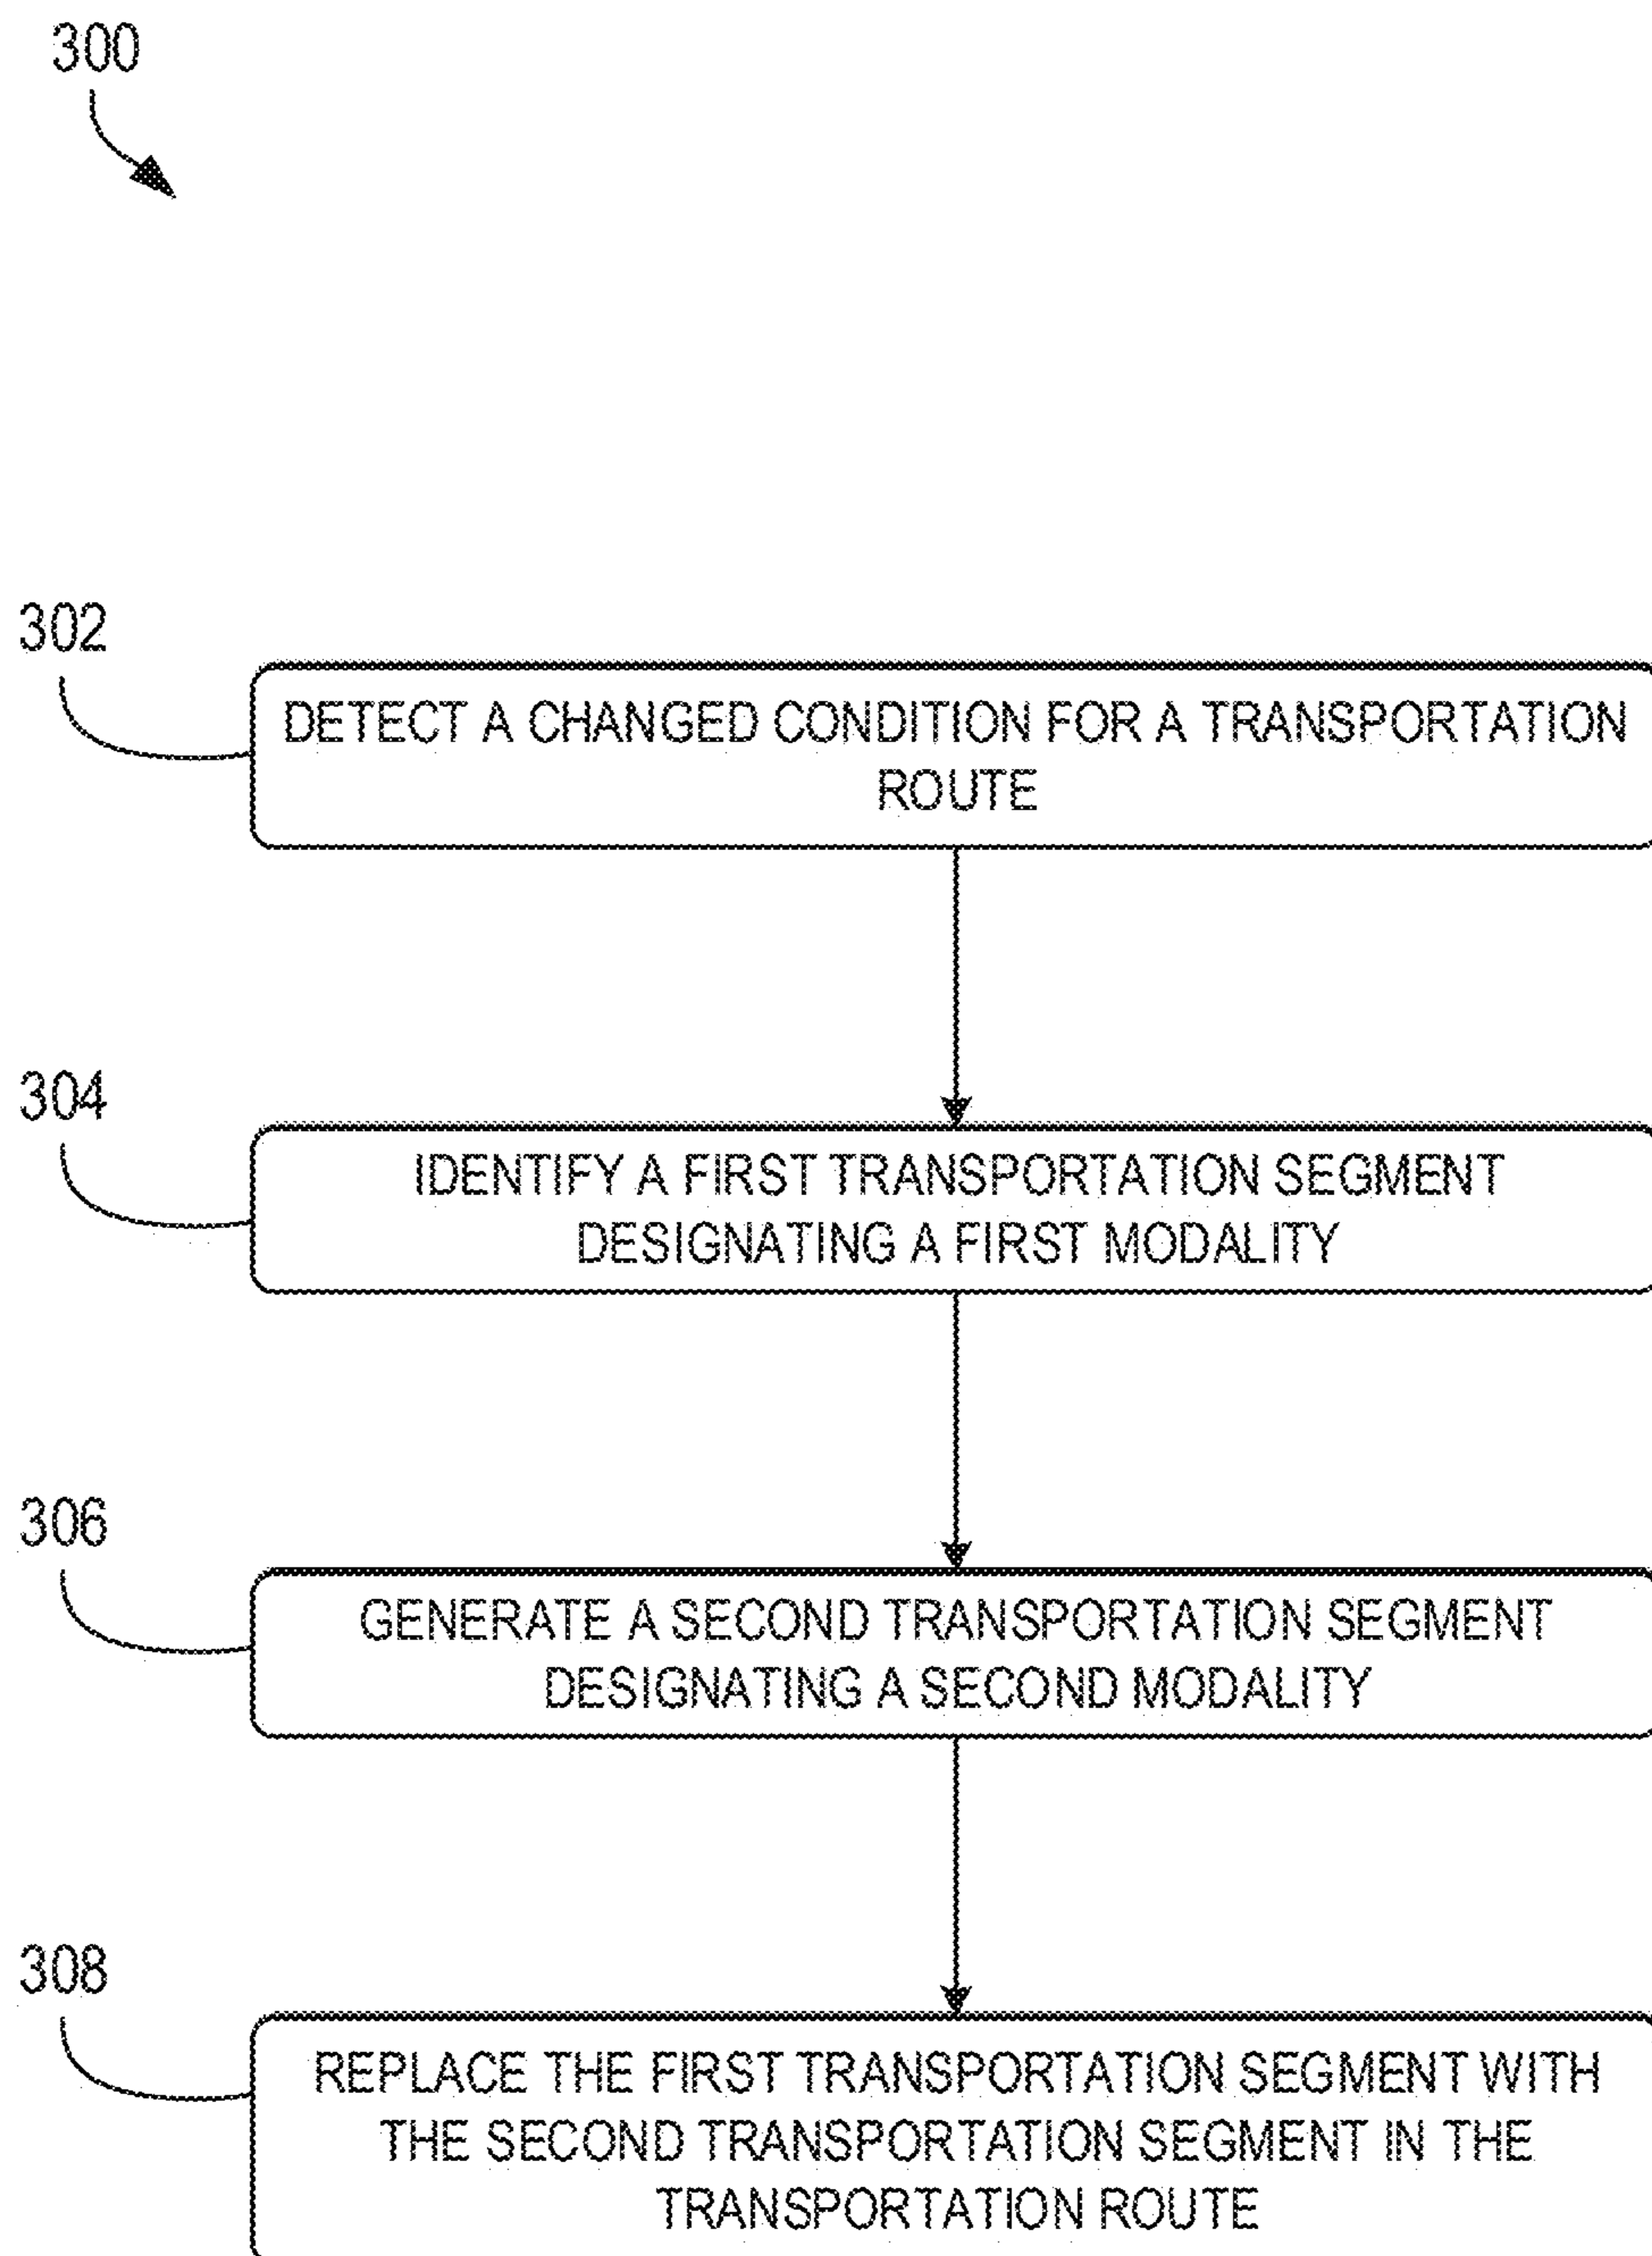 300
302
DETECT A CHANGED CONDITION FOR A TRANSPORTATION
ROUTE
304
IDENTIFY A FIRST TRANSPORTATION SEGMENT
DESIGNATING A FIRST MODALITY
306
GENERATE A SECOND TRANSPORTATION SEGMENT
DESIGNATING A SECOND MODALITY
308
REPLACE THE FIRST TRANSPORTATION SEGMENT WITH
THE SECOND TRANSPORTATION SEGMENT IN THE
TRANSPORTATION ROUTE